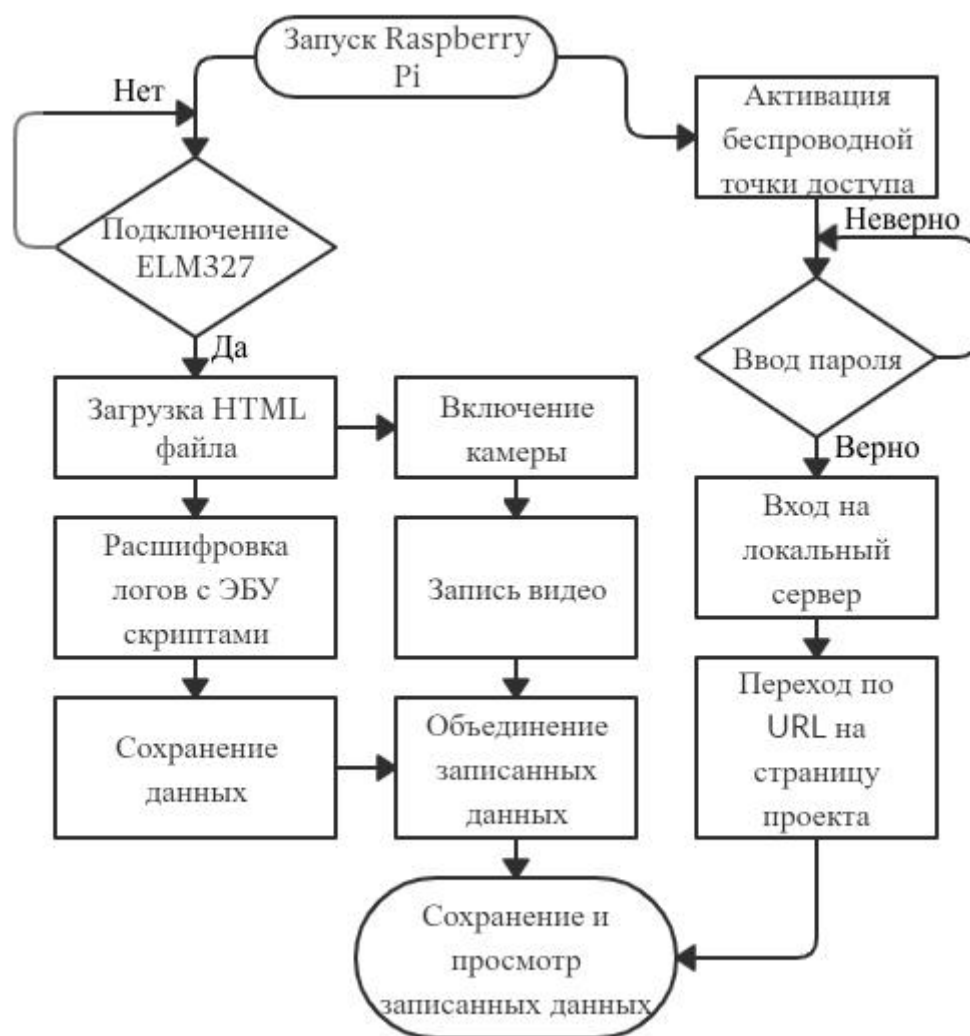 Запуск Raspberry
Pi
Нет
Активация
беспроводной
точки доступа
Неверно
Подключение
ELM327
Да
Ввод пароля
Верно
Загрузка HTML
файла
Включение
камеры
Вход на
локальный
сервер
Расшифровка
логов с ЭБУ
скриптами
Запись видео
Переход по
URL на
страницу
проекта
Сохранение
данных
Объединение
записанных
данных
Сохранение и
просмотр
записанных данных